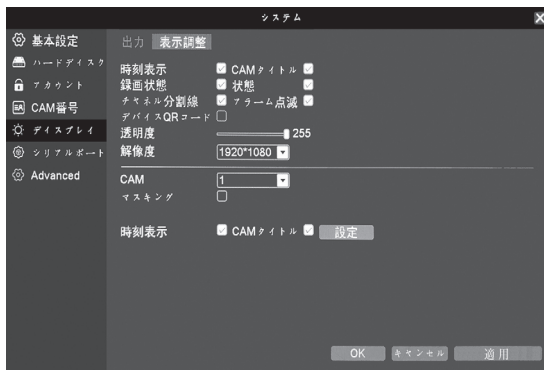 システム
基本設定
ハードディスク
アカウント
CAM番号
ディスプレイ
シリアルポート
Advanced
出力 表示調整
時刻表示 CAMタイトル
録画状態 状態
チャネル分割線 アラーム点滅
デバイスQRコード
透明度 255
解像度 1920*1080
CAM 1
マスキング
時刻表示 CAMタイトル 設定
OK キャンセル 適用